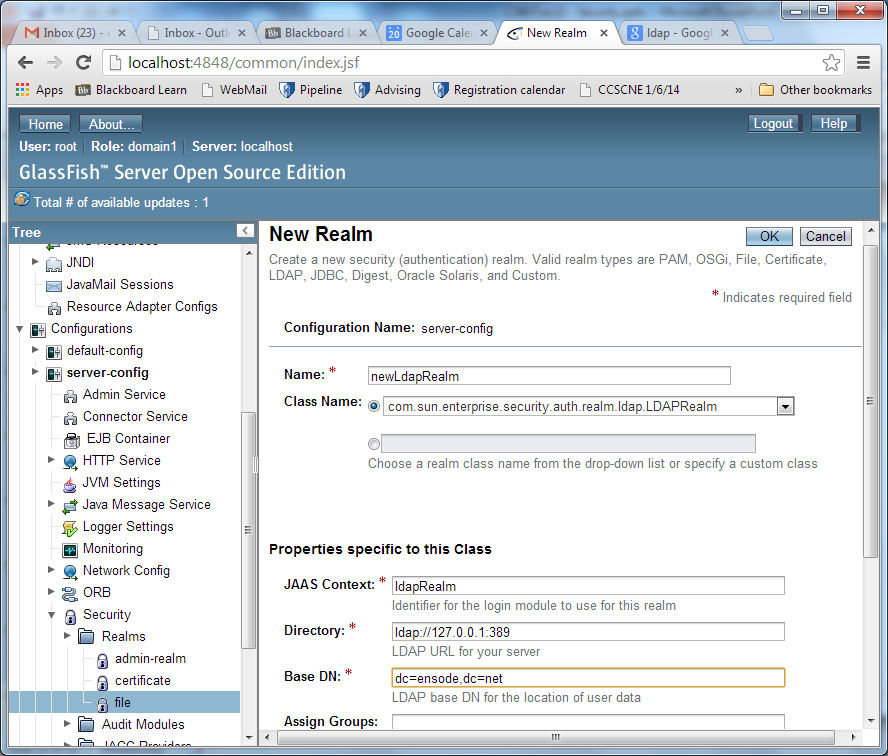 Inbox (23) -
Inbox - Outl
Blackboard L
Google Cale
New Realm
ldap - Goog
localhost:4848/common/index.jsf
Apps
Bb Blackboard Learn
WebMail
Pipeline
Advising
Registration calendar
CCSCNE 1/6/14
»
Other bookmarks
Home
About...
Logout
Help
User: root
Role: domain1
Server: localhost
GlassFish™ Server Open Source Edition
Total # of available updates : 1
Tree
JNDI
JavaMail Sessions
Resource Adapter Configs
Configurations
default-config
server-config
Admin Service
Connector Service
EJB Container
HTTP Service
JVM Settings
Java Message Service
Logger Settings
Monitoring
Network Config
ORB
Security
Realms
admin-realm
certificate
file
Audit Modules
JACC Providers
New Realm
OK
Cancel
Create a new security (authentication) realm. Valid realm types are PAM, OSGi, File, Certificate,
LDAP, JDBC, Digest, Oracle Solaris, and Custom.
* Indicates required field
Configuration Name: server-config
Name: * newLdapRealm
Class Name: com.sun.enterprise.security.auth.realm.ldap.LDAPRealm
Choose a realm class name from the drop-down list or specify a custom class
Properties specific to this Class
JAAS Context: * ldapRealm
Identifier for the login module to use for this realm
Directory: * ldap://127.0.0.1:389
LDAP URL for your server
Base DN: * dc=ensode,dc=net
LDAP base DN for the location of user data
Assign Groups: